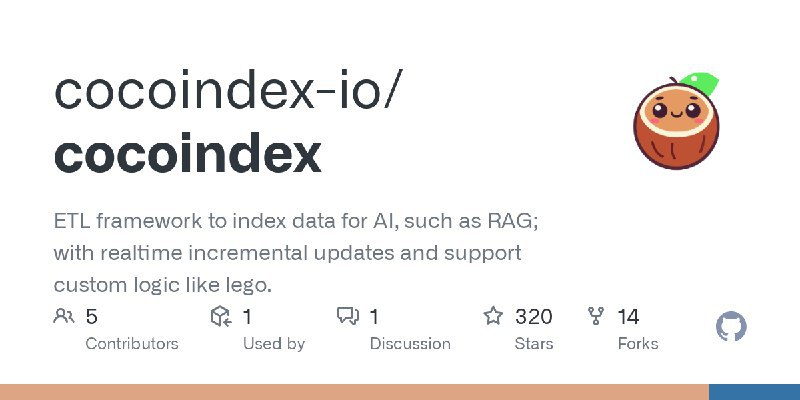 cocoindex-io/
cocoindex
ETL framework to index data for AI, such as RAG;
with realtime incremental updates and support
custom logic like lego.
5 1 1 320 14
Contributors Used by Discussion Stars Forks